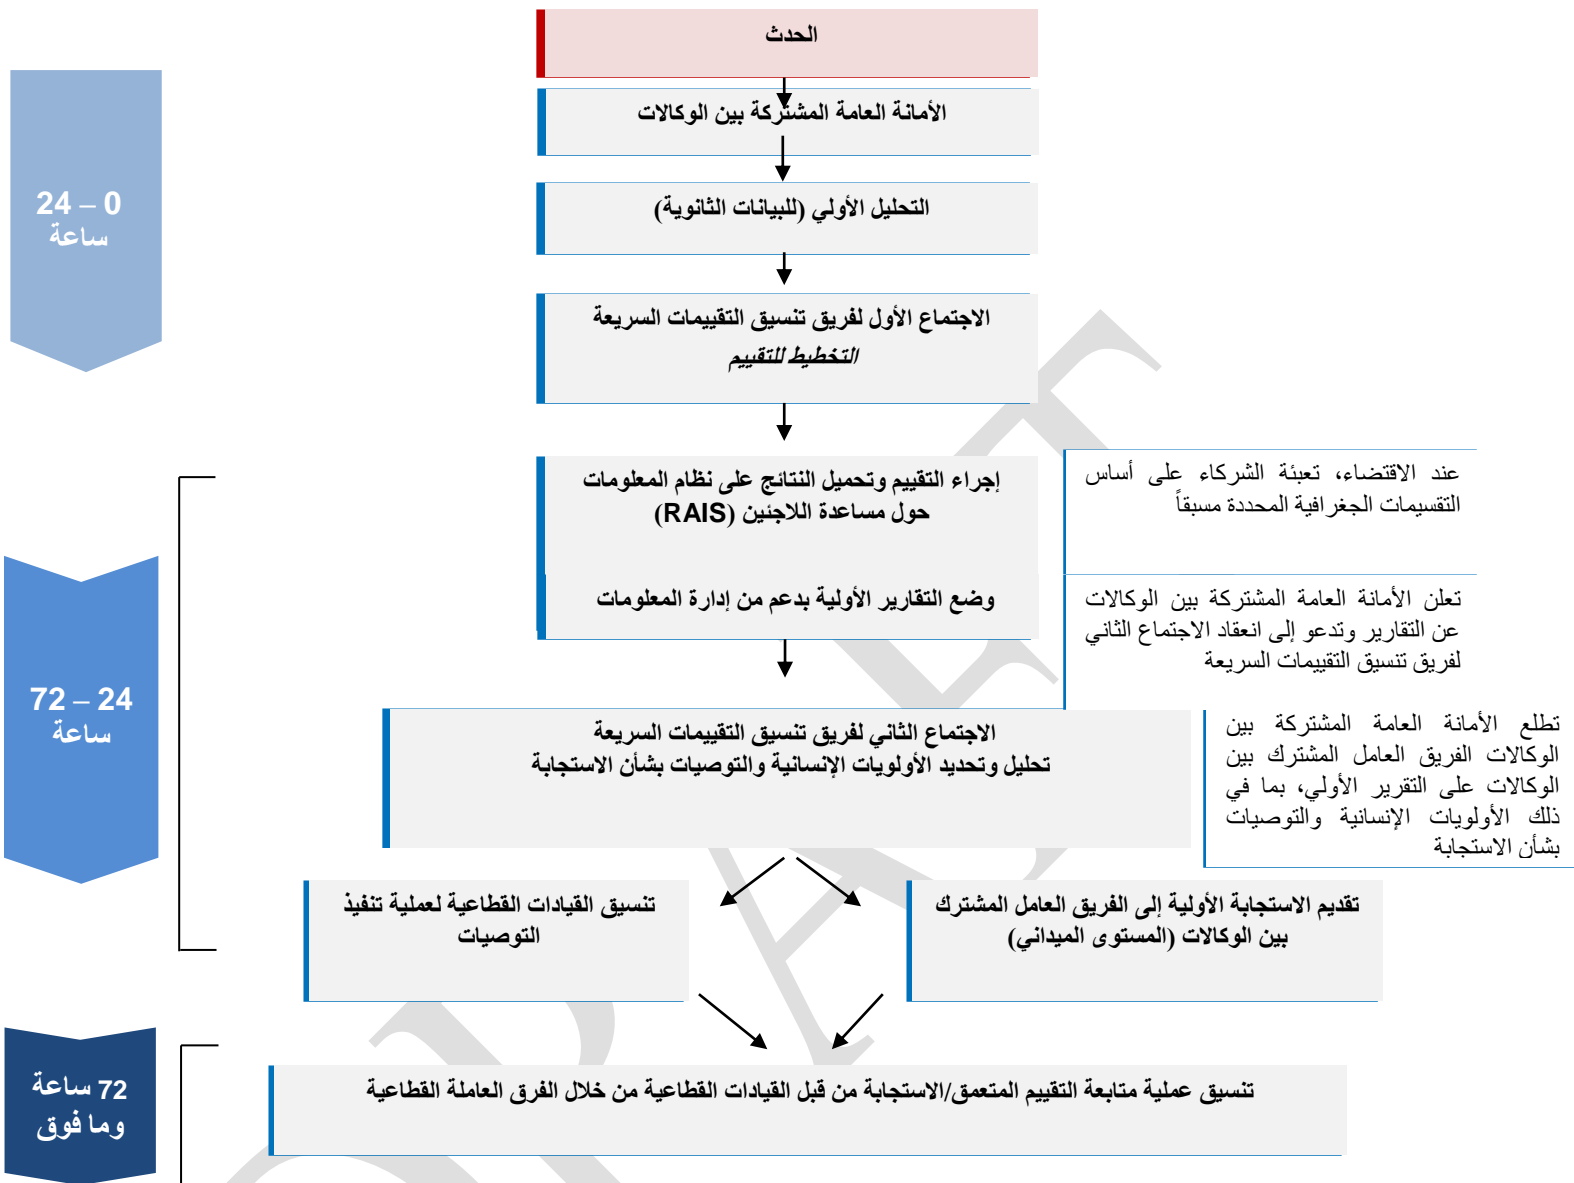 الحدث
الأمانة العامة المشتركة بين الوكالات
0 – 24
ساعة
التحليل الأولي (للبيانات الثانوية)
الاجتماع الأول لفريق تنسيق التقييمات السريعة
التخطيط للتقييم
إجراء التقييم وتحميل النتائج على نظام المعلومات
حول مساعدة اللاجئين (RAIS)
عند الاقتضاء، تعبئة الشركاء على أساس
التقسيمات الجغرافية المحددة مسبقاً
وضع التقارير الأولية بدعم من إدارة المعلومات
تعلن الأمانة العامة المشتركة بين الوكالات
عن التقارير وتدعو إلى انعقاد الاجتماع الثاني
لفريق تنسيق التقييمات السريعة
24 – 72
ساعة
الاجتماع الثاني لفريق تنسيق التقييمات السريعة
تحليل وتحديد الأولويات الإنسانية والتوصيات بشأن الاستجابة
تطلع الأمانة العامة المشتركة بين
الوكالات الفريق العامل المشترك بين
الوكالات على التقرير الأولي، بما في
ذلك الأولويات الإنسانية والتوصيات
بشأن الاستجابة
تقديم الاستجابة الأولية إلى الفريق العامل المشترك
بين الوكالات (المستوى الميداني)
تنسيق القيادات القطاعية لعملية تنفيذ
التوصيات
72 ساعة
وما فوق
تنسيق عملية متابعة التقييم المتعمق/الاستجابة من قبل القيادات القطاعية من خلال الفرق العاملة القطاعية
DRAFT